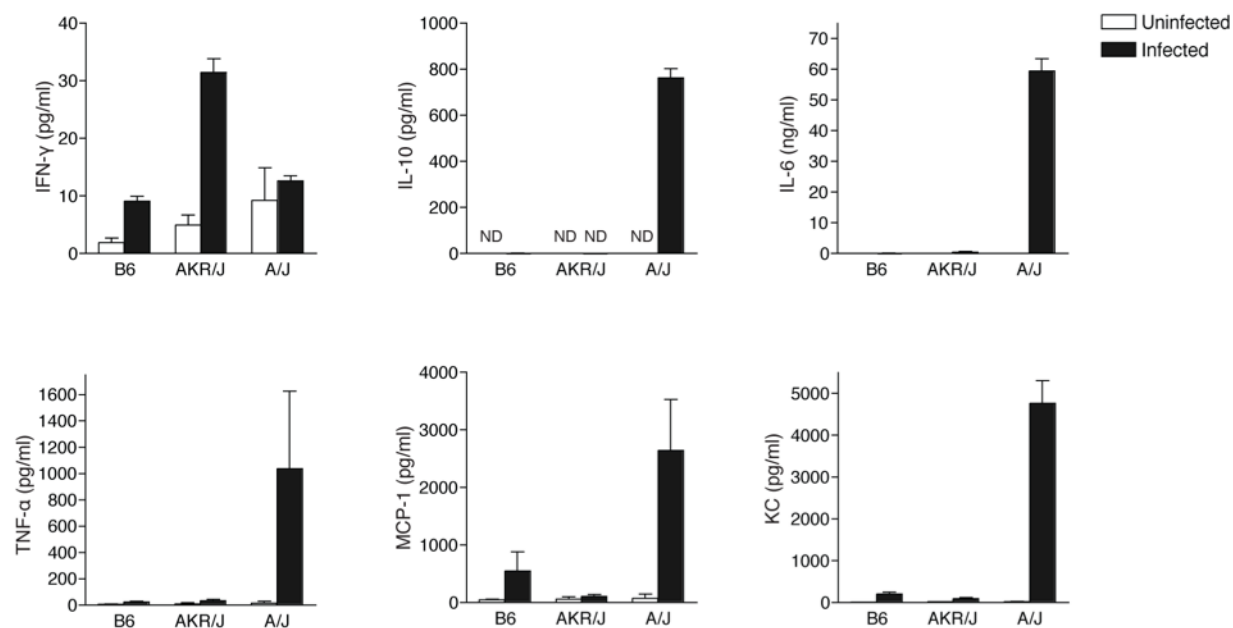 Uninfected
Infected
IFN-γ (pg/ml)
40
30
20
10
0
B6 AKR/J A/J
IL-10 (pg/ml)
1000
800
600
400
200
0
ND ND ND ND
B6 AKR/J A/J
IL-6 (ng/ml)
70
60
50
40
30
20
10
0
B6 AKR/J A/J
TNF-α (pg/ml)
1600
1400
1200
1000
800
600
400
200
0
B6 AKR/J A/J
MCP-1 (pg/ml)
4000
3000
2000
1000
0
B6 AKR/J A/J
KC (pg/ml)
5000
4000
3000
2000
1000
0
B6 AKR/J A/J